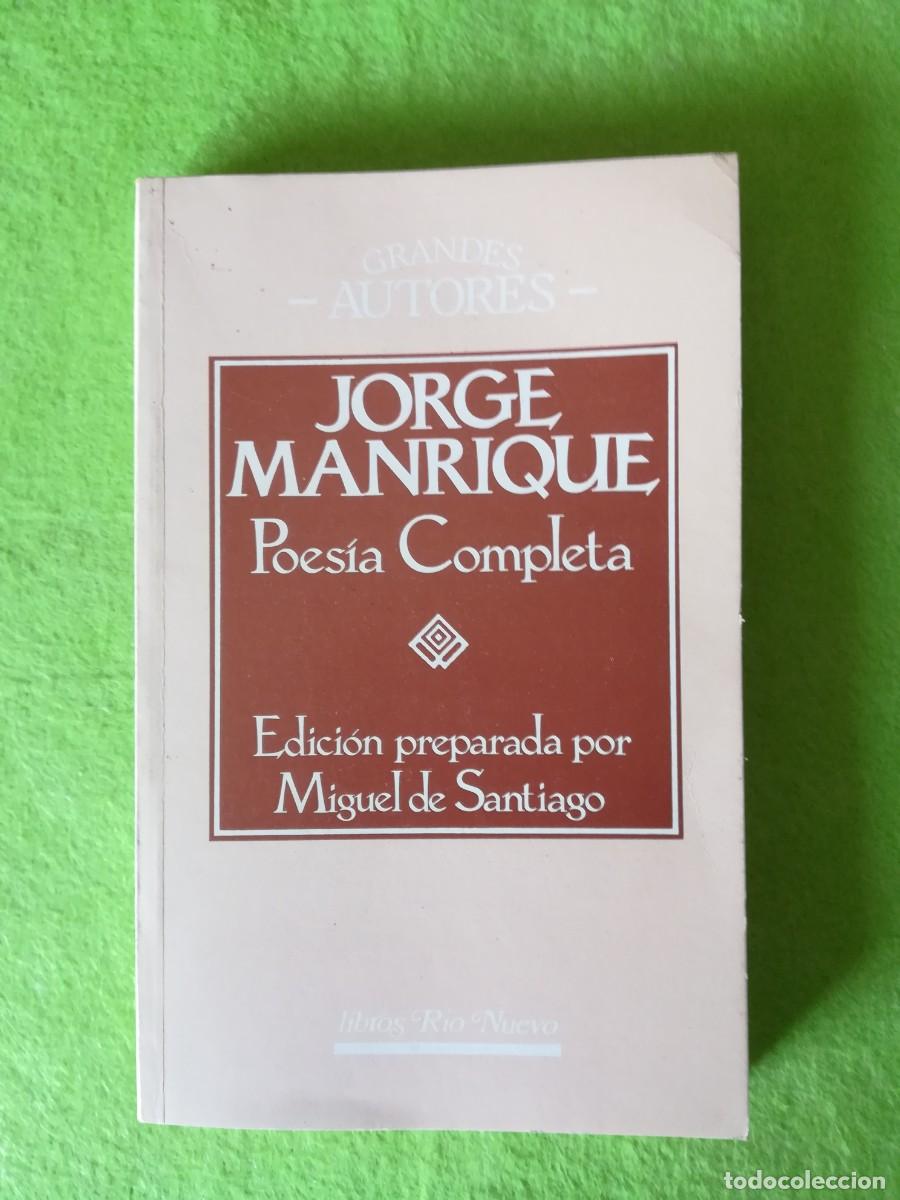 GRANDES
- AUTORES -
JORGE
MANRIQUE
Poesía Completa
Edición preparada por
Miguel de Santiago
libros Río Nuevo
todocoleccion